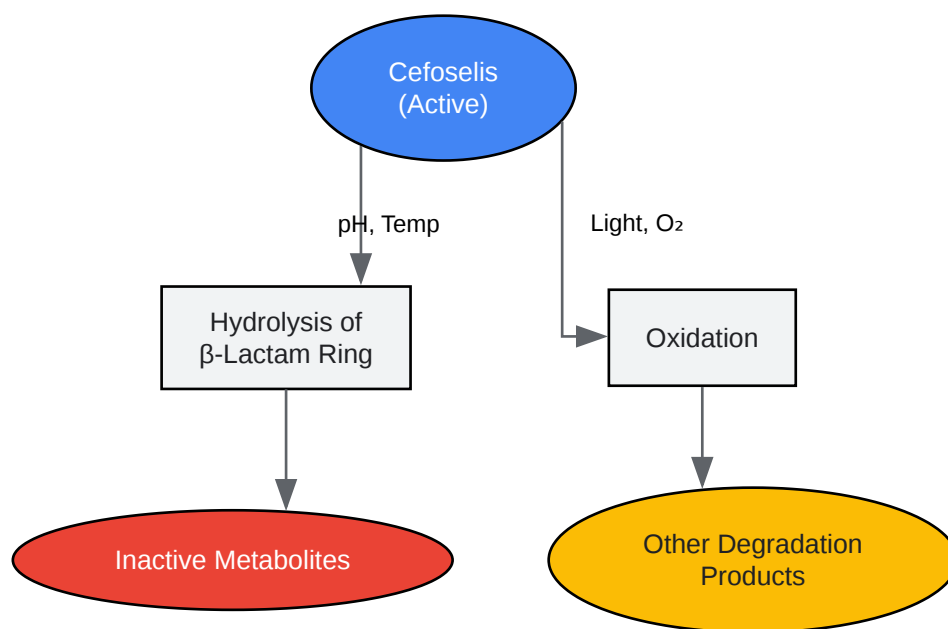 Cefoselis
(Active)
pH, Temp
Light, O₂
Hydrolysis of
β-Lactam Ring
Oxidation
Inactive Metabolites
Other Degradation
Products